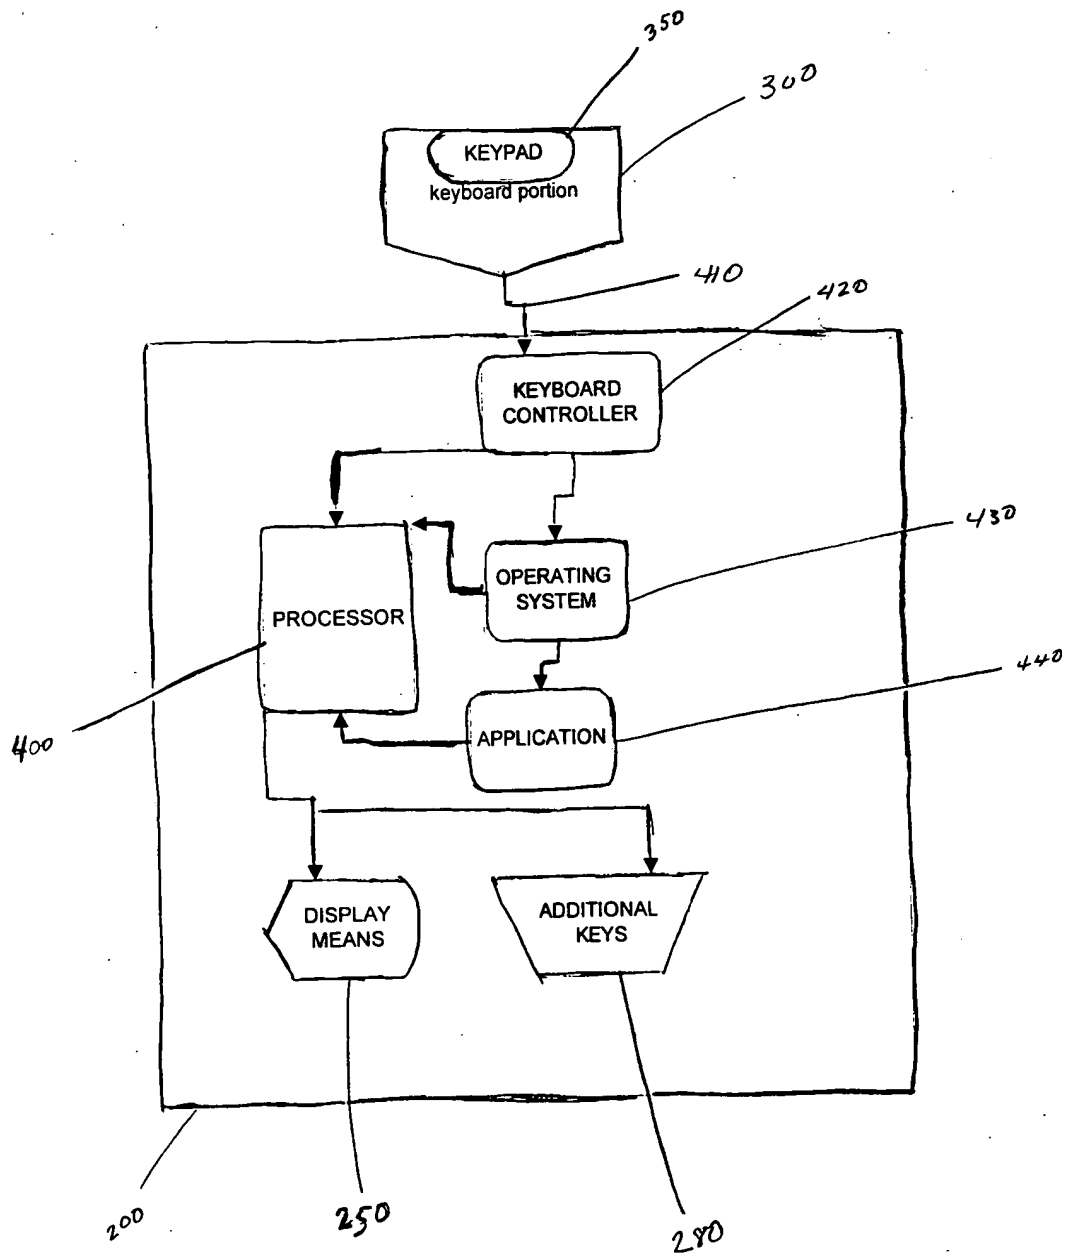 350
300
KEYPAD
keyboard portion
410
420
KEYBOARD
CONTROLLER
430
OPERATING
SYSTEM
PROCESSOR
440
400
APPLICATION
DISPLAY
MEANS
ADDITIONAL
KEYS
200
250
280